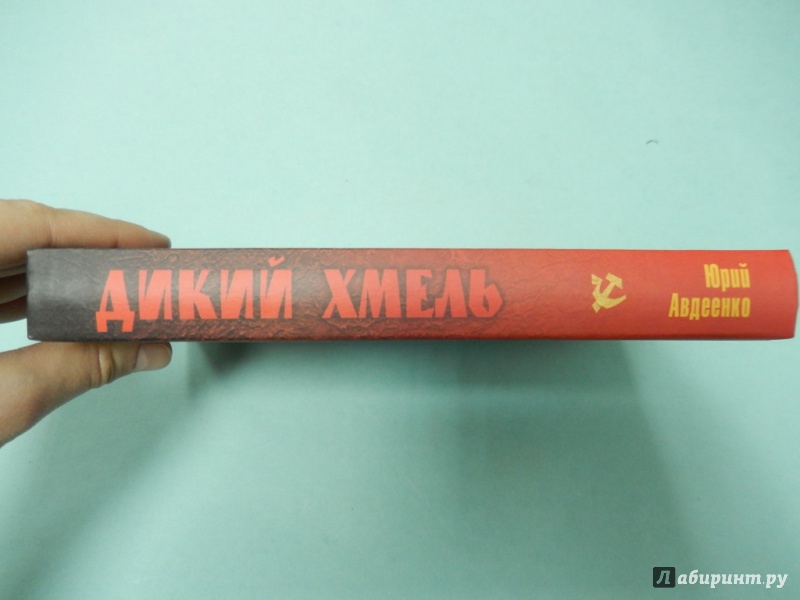 ДИКИЙ ХМЕЛЬ
Юрий
Авдеенко
Лабиринт.ру